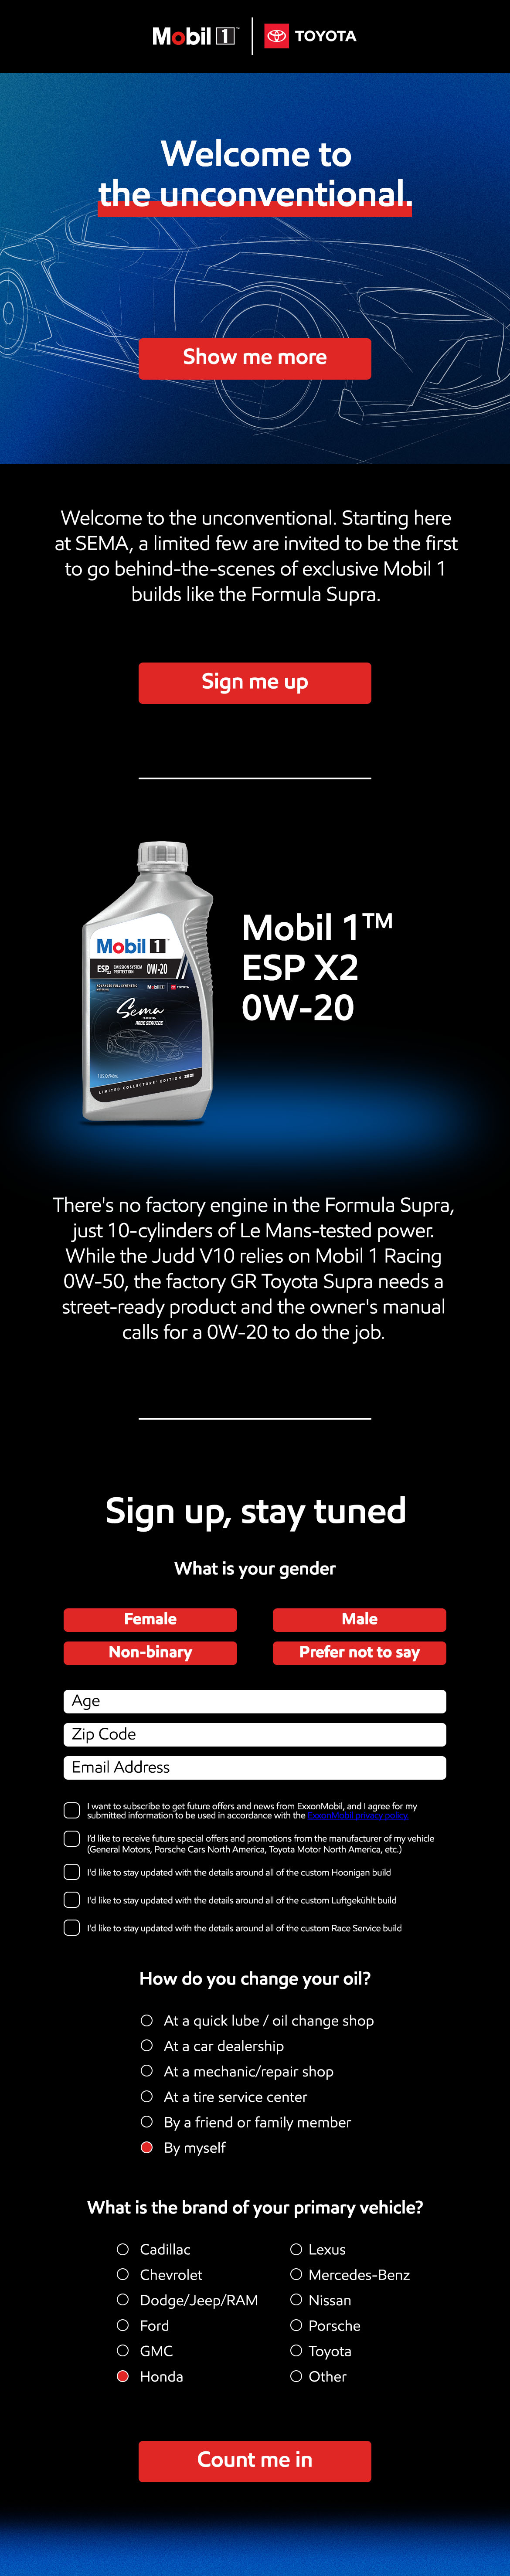 Mobil 1™ TOYOTA
Welcome to
the unconventional.
Show me more
Welcome to the unconventional. Starting here
at SEMA, a limited few are invited to be the first
to go behind-the-scenes of exclusive Mobil 1
builds like the Formula Supra.
Sign me up
Mobil 1™
ESP X2 EMISSION SYSTEM PROTECTION 0W-20
ADVANCED FULL SYNTHETIC
MOTOR OIL
Mobil 1 TOYOTA
Sema
FEATURING
RACE SERVICE
LIMITED COLLECTORS' EDITION 2021
Mobil 1™
ESP X2
0W-20
There's no factory engine in the Formula Supra,
just 10-cylinders of Le Mans-tested power.
While the Judd V10 relies on Mobil 1 Racing
0W-50, the factory GR Toyota Supra needs a
street-ready product and the owner's manual
calls for a 0W-20 to do the job.
Sign up, stay tuned
What is your gender
Female Male
Non-binary Prefer not to say
Age
Zip Code
Email Address
I want to subscribe to get future offers and news from ExxonMobil, and I agree for my
submitted information to be used in accordance with the ExxonMobil privacy policy.
I'd like to receive future special offers and promotions from the manufacturer of my vehicle
(General Motors, Porsche Cars North America, Toyota Motor North America, etc.)
I'd like to stay updated with the details around all of the custom Hoonigan build
I'd like to stay updated with the details around all of the custom Luftgekühlt build
I'd like to stay updated with the details around all of the custom Race Service build
How do you change your oil?
At a quick lube / oil change shop
At a car dealership
At a mechanic/repair shop
At a tire service center
By a friend or family member
By myself
What is the brand of your primary vehicle?
Cadillac Lexus
Chevrolet Mercedes-Benz
Dodge/Jeep/RAM Nissan
Ford Porsche
GMC Toyota
Honda Other
Count me in